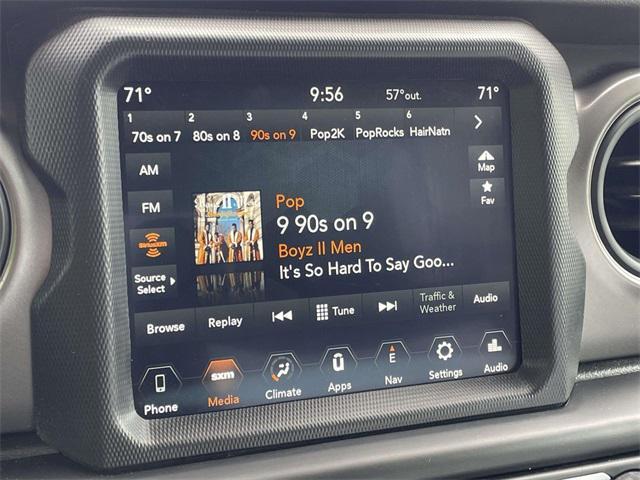 71° 9:56 57° out. 71°
1 2 3 4 5 6
70s on 7 80s on 8 90s on 9 Pop2K PopRocks HairNatn
AM
FM
SiriusXM
Source Select
Map
Fav
Pop
9 90s on 9
Boyz II Men
It's So Hard To Say Goo...
Browse Replay Tune Traffic & Weather Audio
sxm U E
Phone Media Climate Apps Nav Settings Audio